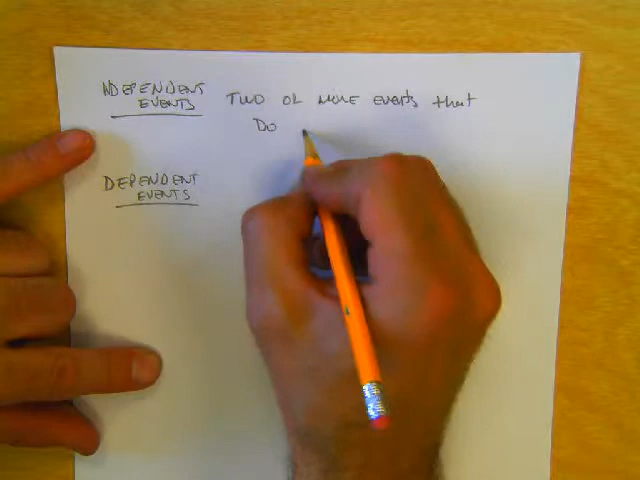 INDEPENDENT EVENTS
TWO OR MORE EVENTS that
DO
DEPENDENT
EVENTS